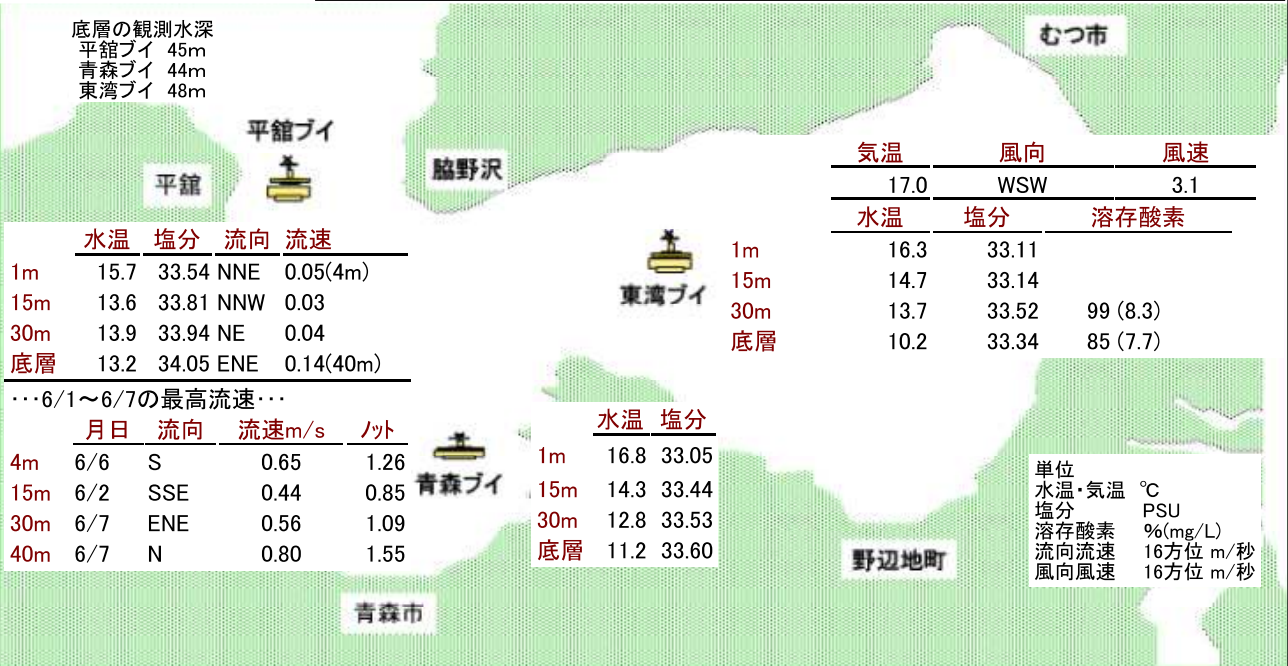 底層の観測水深
平舘ブイ 45m
青森ブイ 44m
東湾ブイ 48m
むつ市
平舘ブイ
脇野沢
平舘
気温 風向 風速
17.0 WSW 3.1
水温 塩分 溶存酸素
1m 16.3 33.11
15m 14.7 33.14
30m 13.7 33.52 99 (8.3)
底層 10.2 33.34 85 (7.7)
東湾ブイ
水温 塩分 流向 流速
1m 15.7 33.54 NNE 0.05(4m)
15m 13.6 33.81 NNW 0.03
30m 13.9 33.94 NE 0.04
底層 13.2 34.05 ENE 0.14(40m)
･･･6/1～6/7の最高流速･･･
月日 流向 流速m/s ﾉｯﾄ
4m 6/6 S 0.65 1.26
15m 6/2 SSE 0.44 0.85
30m 6/7 ENE 0.56 1.09
40m 6/7 N 0.80 1.55
青森ブイ
水温 塩分
1m 16.8 33.05
15m 14.3 33.44
30m 12.8 33.53
底層 11.2 33.60
単位
水温・気温 ℃
塩分 PSU
溶存酸素 %(mg/L)
流向流速 16方位 m/秒
風向風速 16方位 m/秒
野辺地町
青森市